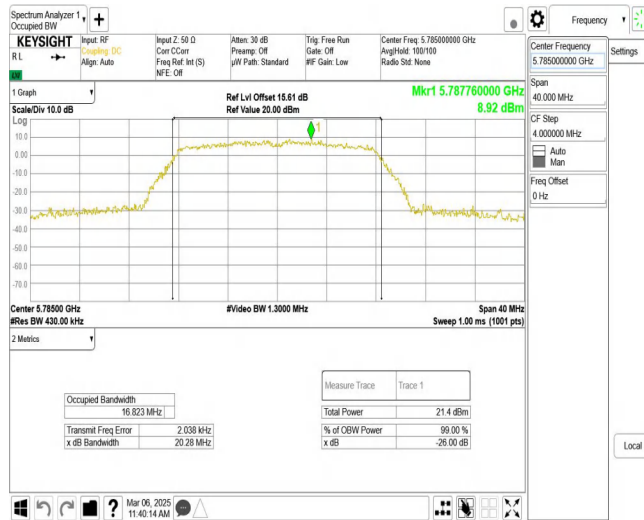 Spectrum Analyzer 1
Occupied BW
+
Frequency
KEYSIGHT
R L
Input: RF
Coupling: DC
Align: Auto
Input Z: 50 Ω
Corr CCorr
Freq Ref: Int (S)
NFE: Off
Atten: 30 dB
Preamp: Off
µW Path: Standard
Trig: Free Run
Gate: Off
#IF Gain: Low
Center Freq: 5.785000000 GHz
Avg|Hold: 100/100
Radio Std: None
Center Frequency
5.785000000 GHz
Settings
Span
40.000 MHz
CF Step
4.000000 MHz
Auto
Man
Freq Offset
0 Hz
1 Graph
Scale/Div 10.0 dB
Ref Lvl Offset 15.61 dB
Ref Value 20.00 dBm
Mkr1 5.787760000 GHz
8.92 dBm
Log
1
10.0
0.00
-10.0
-20.0
-30.0
-40.0
-50.0
-60.0
-70.0
Center 5.78500 GHz
#Res BW 430.00 kHz
#Video BW 1.3000 MHz
Span 40 MHz
Sweep 1.00 ms (1001 pts)
2 Metrics
Measure Trace Trace 1
Occupied Bandwidth
16.823 MHz
Total Power 21.4 dBm
Transmit Freq Error 2.038 kHz
% of OBW Power 99.00 %
x dB Bandwidth 20.28 MHz
x dB -26.00 dB
Local
?
Mar 06, 2025
11:40:14 AM